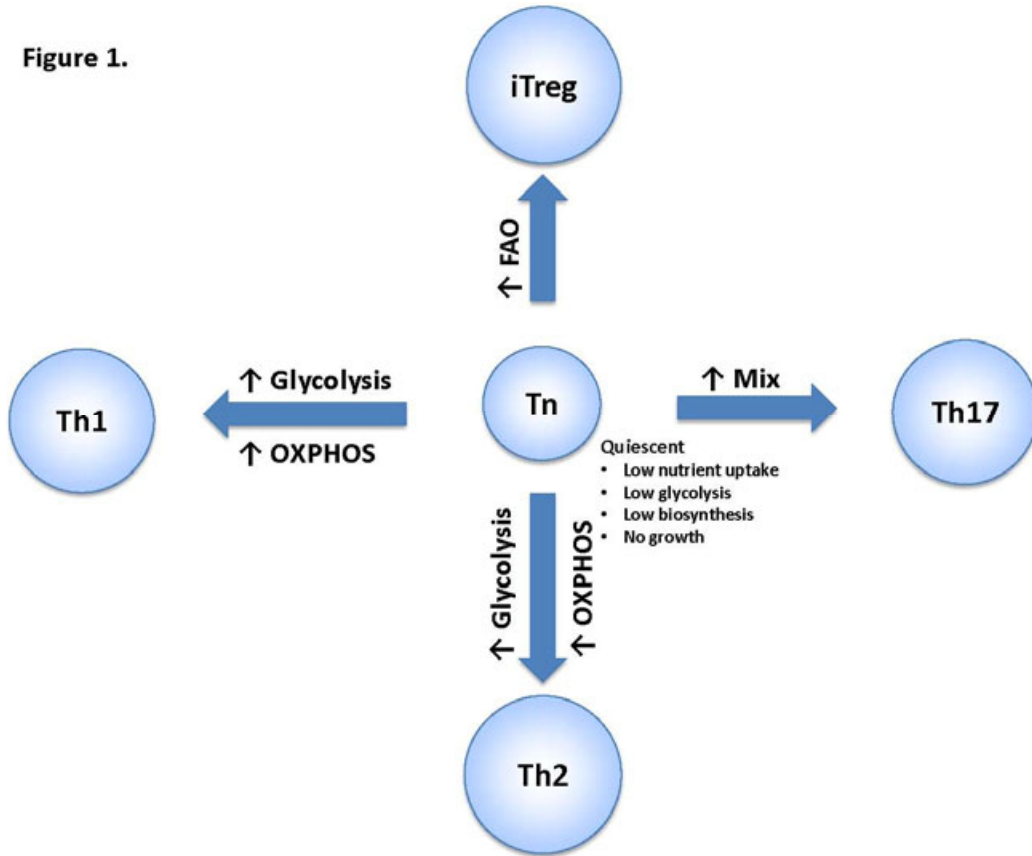 Figure 1.
iTreg
↑ FAO
↑ Glycolysis
↑ OXPHOS
Th1
Tn
↑ Mix
Th17
Quiescent
• Low nutrient uptake
• Low glycolysis
• Low biosynthesis
• No growth
↑ Glycolysis
↑ OXPHOS
Th2